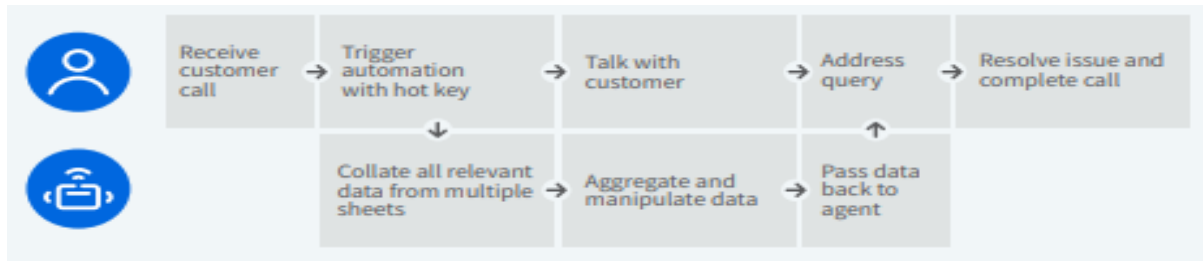 Receive
customer
call
Trigger
automation
with hot key
Talk with
customer
Address
query
Resolve issue and
complete call
Collate all relevant
data from multiple
sheets
Aggregate and
manipulate data
Pass data
back to
agent